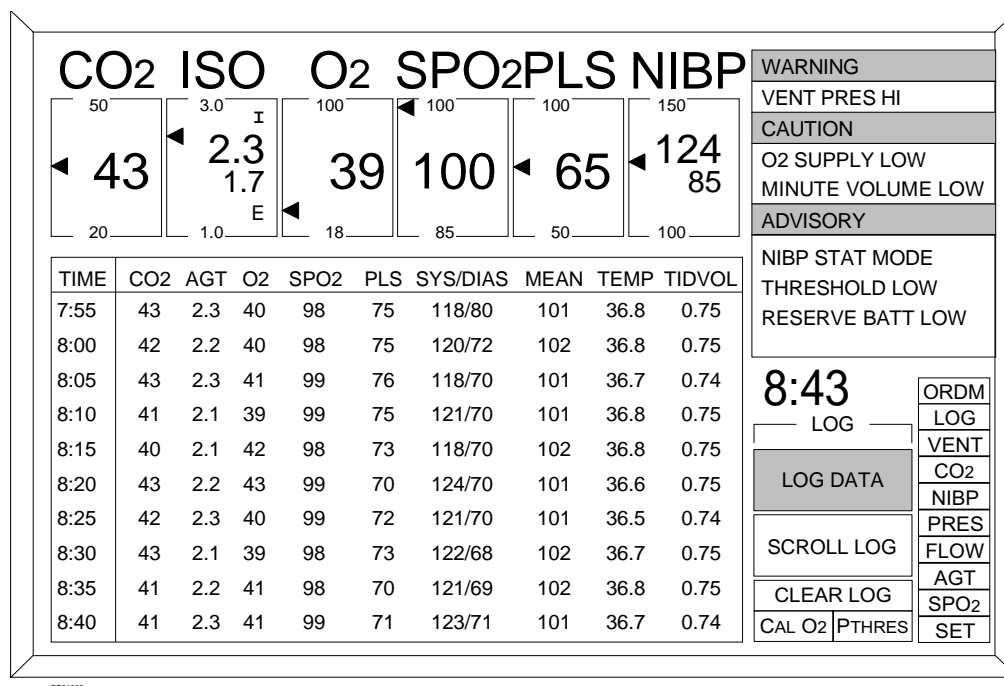 CO2 ISO O2 SPO2 PLS NIBP
50 3.0 100 100 100 150
I
43 2.3 39 100 65 124
1.7 85
E
20 1.0 18 85 50 100
WARNING
VENT PRES HI
CAUTION
O2 SUPPLY LOW
MINUTE VOLUME LOW
ADVISORY
NIBP STAT MODE
THRESHOLD LOW
RESERVE BATT LOW
TIME CO2 AGT O2 SPO2 PLS SYS/DIAS MEAN TEMP TIDVOL
7:55 43 2.3 40 98 75 118/80 101 36.8 0.75
8:00 42 2.2 40 98 75 120/72 102 36.8 0.75
8:05 43 2.3 41 99 76 118/70 101 36.7 0.74
8:10 41 2.1 39 99 75 121/70 101 36.8 0.75
8:15 40 2.1 42 98 73 118/70 102 36.8 0.75
8:20 43 2.2 43 99 70 124/70 101 36.6 0.75
8:25 42 2.3 40 99 72 121/70 101 36.5 0.74
8:30 43 2.1 39 98 73 122/68 102 36.7 0.75
8:35 41 2.2 41 98 70 121/69 102 36.8 0.75
8:40 41 2.3 41 99 71 123/71 101 36.7 0.74
8:43
LOG
LOG DATA
SCROLL LOG
CLEAR LOG
CAL O2 PTHRES
ORDM
LOG
VENT
CO2
NIBP
PRES
FLOW
AGT
SPO2
SET